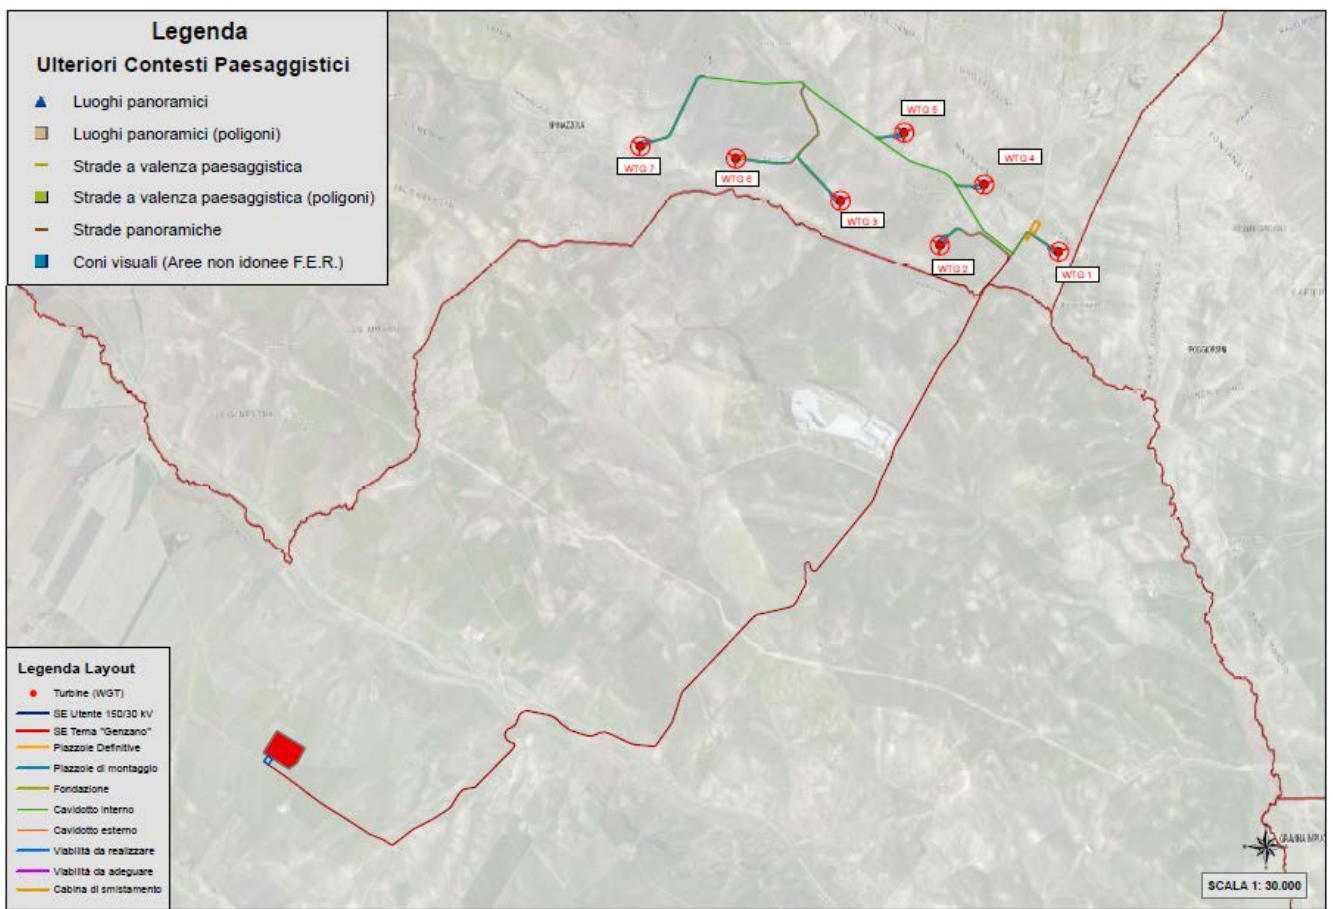 Legenda
Ulteriori Contesti Paesaggistici
Luoghi panoramici
Luoghi panoramici (poligoni)
Strade a valenza paesaggistica
Strade a valenza paesaggistica (poligoni)
Strade panoramiche
Coni visuali (Aree non idonee F.E.R.)
SPINAZZOLA
WTG 5
WTG 4
WTG 7
WTG 6
WTG 3
WTG 2
WTG 1
POGGIORSINI
Legenda Layout
Turbine (WGT)
SE Utente 150/30 kV
SE Terna "Genzano"
Piazzole Definitive
Piazzole di montaggio
Fondazione
Cavidotto interno
Cavidotto esterno
Viabilità da realizzare
Viabilità da adeguare
Cabina di smistamento
SCALA 1: 30.000